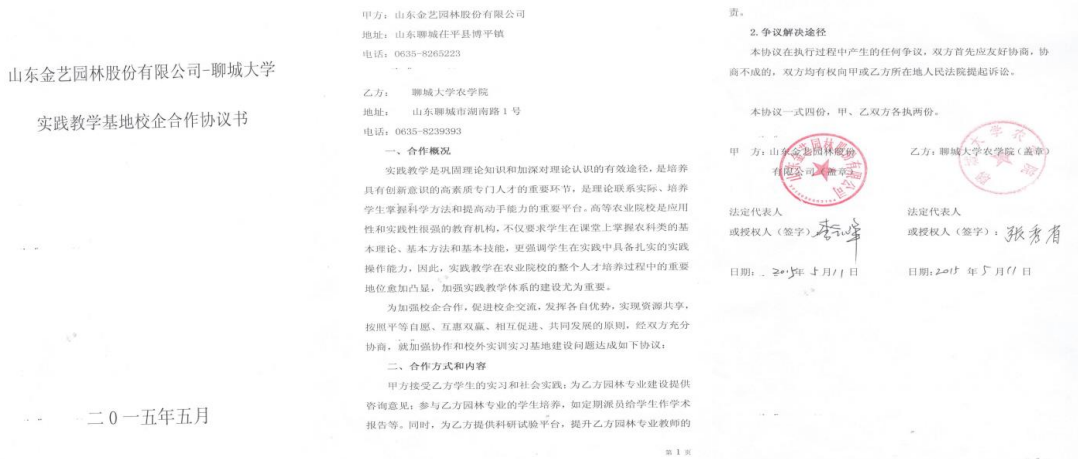 山东金艺园林股份有限公司-聊城大学
实践教学基地校企合作协议书
二0一五年五月
甲方：山东金艺园林股份有限公司
地址：山东聊城茌平县博平镇
电话：0635-8265223
乙方：  聊城大学农学院
地址：  山东聊城市湖南路1号
电话：0635-8239393
一、合作概况
实践教学是巩固理论知识和加深对理论认识的有效途径，是培养
具有创新意识的高素质专门人才的重要环节，是理论联系实际、培养
学生掌握科学方法和提高动手能力的重要平台。高等农业院校是应用
性和实践性很强的教育机构，不仅要求学生在课堂上掌握农科类的基
本理论、基本方法和基本技能，更强调学生在实践中具备扎实的实践
操作能力，因此，实践教学在农业院校的整个人才培养过程中的重要
地位愈加凸显，加强实践教学体系的建设尤为重要。
为加强校企合作，促进校企交流，发挥各自优势，实现资源共享，
按照平等自愿、互惠双赢、相互促进、共同发展的原则，经双方充分
协商，就加强协作和校外实训实习基地建设问题达成如下协议：
二、合作方式和内容
甲方接受乙方学生的实习和社会实践；为乙方园林专业建设提供
咨询意见；参与乙方园林专业的学生培养，如定期派员给学生作学术
报告等。同时，为乙方提供科研试验平台，提升乙方园林专业教师的
第 1 页
责。
2.争议解决途径
本协议在执行过程中产生的任何争议，双方首先应友好协商，协
商不成的，双方均有权向甲或乙方所在地人民法院提起诉讼。
本协议一式四份，甲、乙双方各执两份。
甲 方：山东金艺园林股份
有限公司（盖章）
山东金艺园林股份有限公司
法定代表人
或授权人（签字）
日期：2015年5月11日
乙方：聊城大学农学院（盖章）
聊城大学农学院
法定代表人
或授权人（签字）：张秀省
日期：2015 年 5 月 11 日